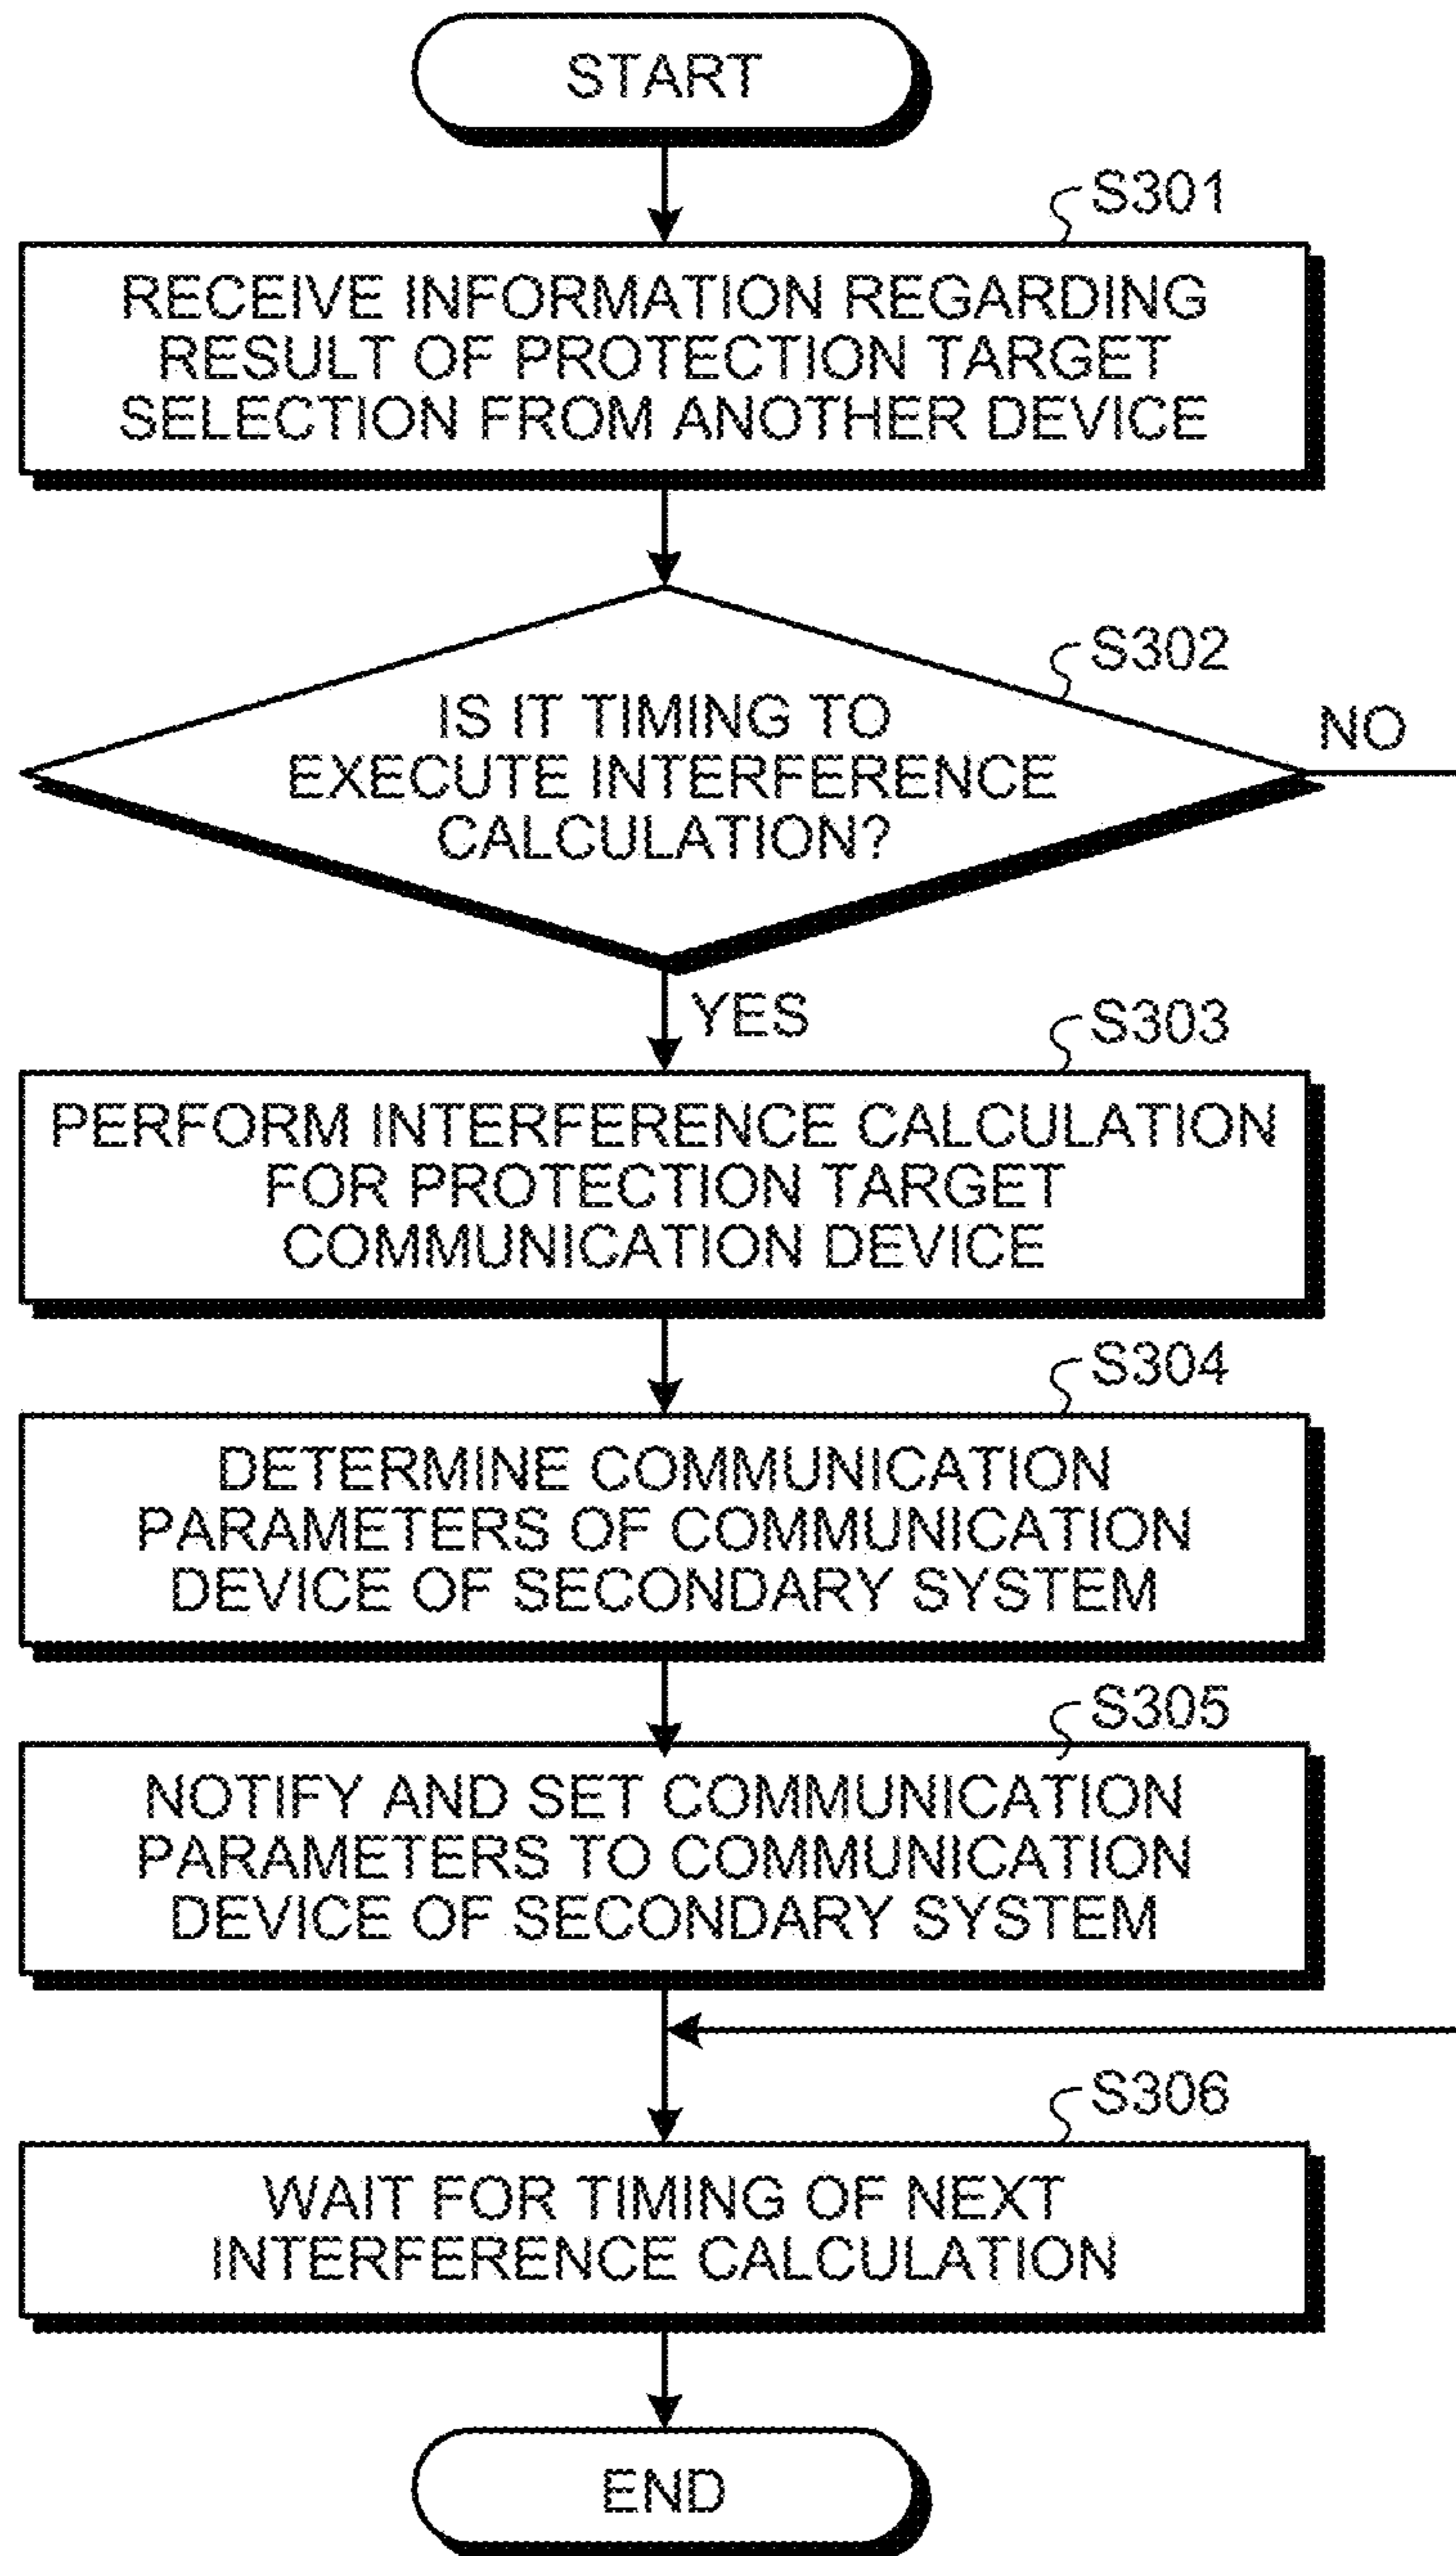 START
S301
RECEIVE INFORMATION REGARDING
RESULT OF PROTECTION TARGET
SELECTION FROM ANOTHER DEVICE
S302
IS IT TIMING TO
EXECUTE INTERFERENCE
CALCULATION?
NO
YES
S303
PERFORM INTERFERENCE CALCULATION
FOR PROTECTION TARGET
COMMUNICATION DEVICE
S304
DETERMINE COMMUNICATION
PARAMETERS OF COMMUNICATION
DEVICE OF SECONDARY SYSTEM
S305
NOTIFY AND SET COMMUNICATION
PARAMETERS TO COMMUNICATION
DEVICE OF SECONDARY SYSTEM
S306
WAIT FOR TIMING OF NEXT
INTERFERENCE CALCULATION
END